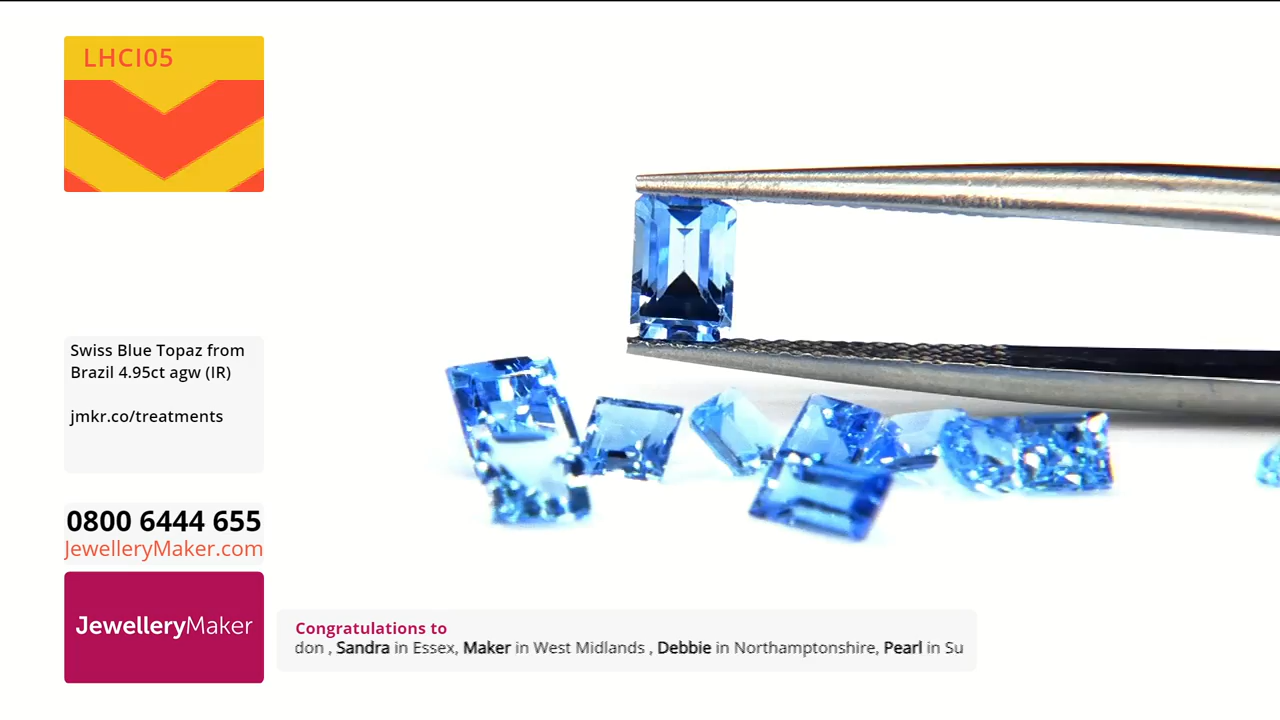 LHCI05
Swiss Blue Topaz from
Brazil 4.95ct agw (IR)
jmkr.co/treatments
0800 6444 655
JewelleryMaker.com
JewelleryMaker
Congratulations to
don , Sandra in Essex, Maker in West Midlands , Debbie in Northamptonshire, Pearl in Su